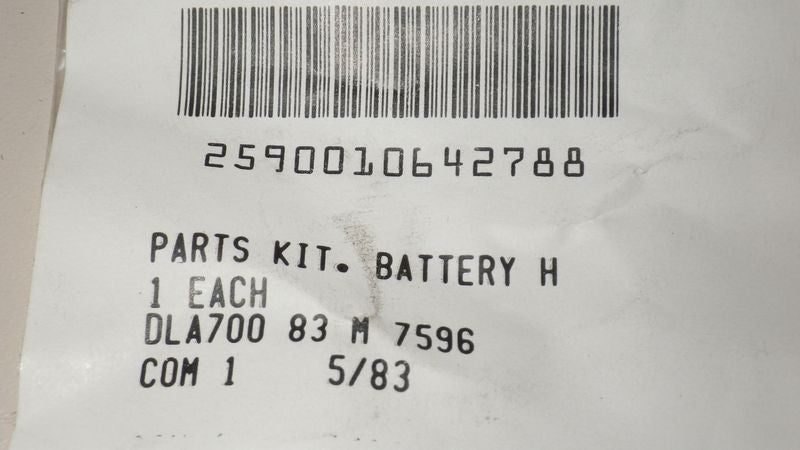 2590010642788
PARTS KIT. BATTERY H
1 EACH
DLA700 83 M 7596
COM 1 5/83